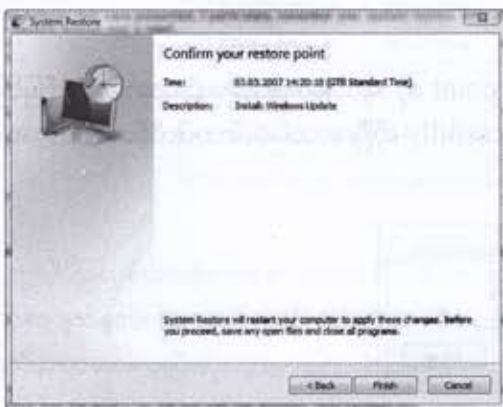 System Restore
Confirm your restore point
Time: 03.03.2007 14:20:18 (GTB Standard Time)
Description: Install: Windows Update
System Restore will restart your computer to apply these changes. Before
you proceed, save any open files and close all programs.
< Back Finish Cancel